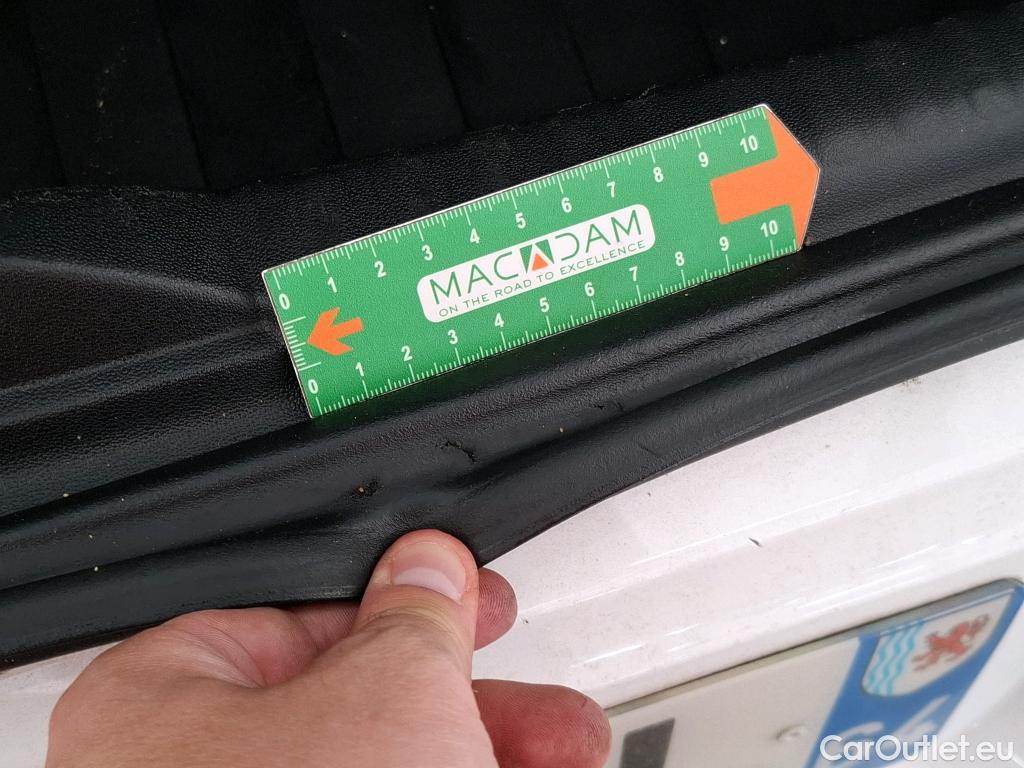 0 1 2 3 4 5 6 7 8 9 10
MACADAM
ON THE ROAD TO EXCELLENCE
0 1 2 3 4 5 6 7 8 9 10
CarOutlet.eu